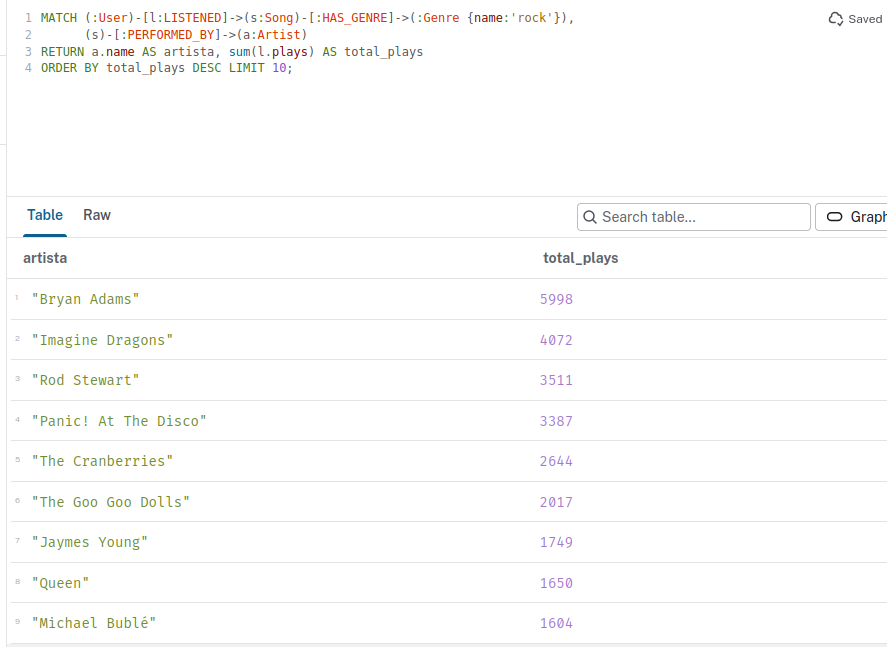 1 MATCH (:User)-[l:LISTENED]->(s:Song)-[:HAS_GENRE]->(:Genre {name:'rock'}),
Saved
2 (s)-[:PERFORMED_BY]->(a:Artist)
3 RETURN a.name AS artista, sum(l.plays) AS total_plays
4 ORDER BY total_plays DESC LIMIT 10;
Table Raw Search table... Graph
artista total_plays
1 "Bryan Adams" 5998
2 "Imagine Dragons" 4072
3 "Rod Stewart" 3511
4 "Panic! At The Disco" 3387
5 "The Cranberries" 2644
6 "The Goo Goo Dolls" 2017
7 "Jaymes Young" 1749
8 "Queen" 1650
9 "Michael Bublé" 1604